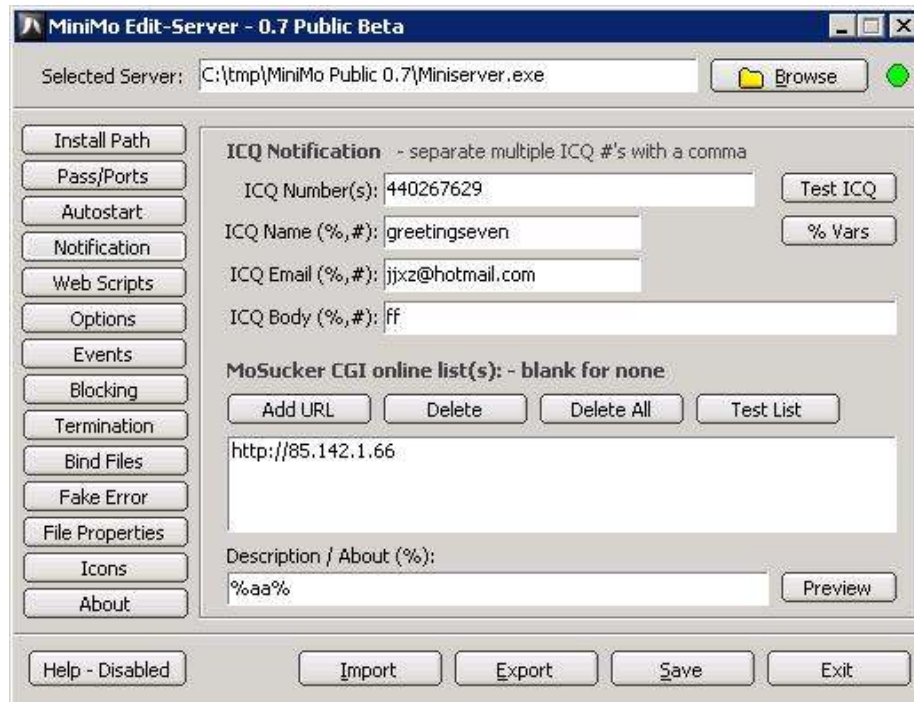 MiniMo Edit-Server - 0.7 Public Beta
Selected Server: C:\tmp\MiniMo Public 0.7\Miniserver.exe Browse
Install Path
Pass/Ports
Autostart
Notification
Web Scripts
Options
Events
Blocking
Termination
Bind Files
Fake Error
File Properties
Icons
About
ICQ Notification - separate multiple ICQ #'s with a comma
ICQ Number(s): 440267629 Test ICQ
ICQ Name (%,#): greetingseven % Vars
ICQ Email (%,#): jjxz@hotmail.com
ICQ Body (%,#): ff
MoSucker CGI online list(s): - blank for none
Add URL Delete Delete All Test List
http://85.142.1.66
Description / About (%):
%aa% Preview
Help - Disabled Import Export Save Exit